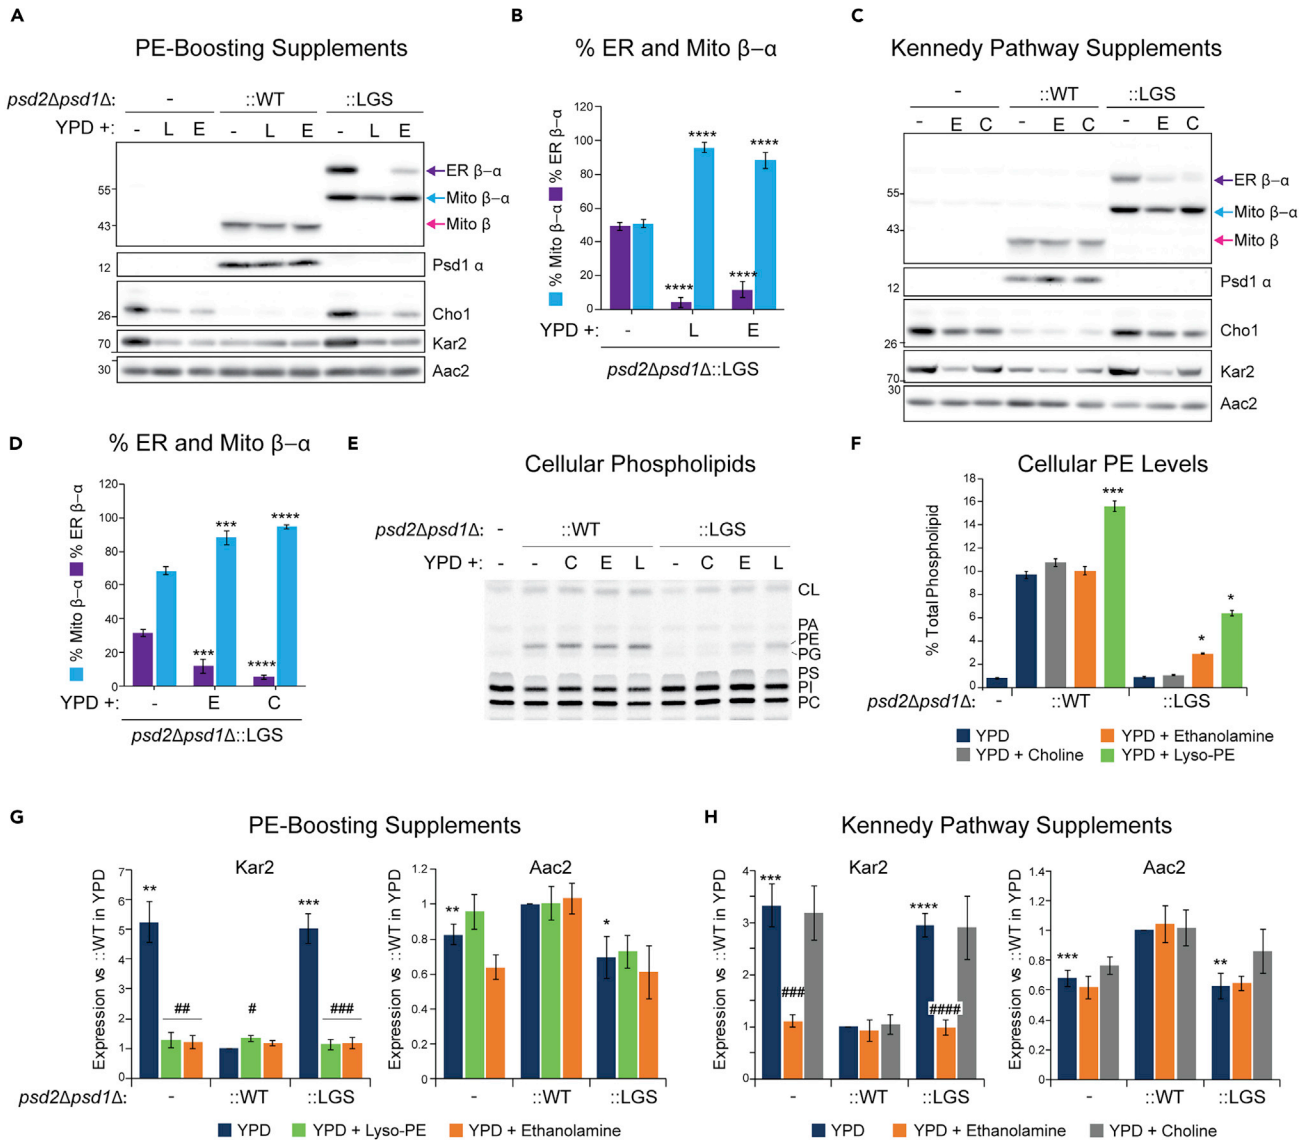 A
PE-Boosting Supplements
psd2Δpsd1Δ: - ::WT ::LGS
YPD +: - L E - L E - L E
ER β–α
55
Mito β–α
43
Mito β
12
Psd1 α
26
Cho1
70
Kar2
30
Aac2
B
% ER and Mito β–α
% Mito β-α % ER β-α
120
100
80
60
40
20
0
**** **** **** ****
YPD +: - L E
psd2Δpsd1Δ::LGS
C
Kennedy Pathway Supplements
- ::WT ::LGS
- E C - E C - E C
ER β–α
55
Mito β–α
43
Mito β
12
Psd1 α
Cho1
26
Kar2
70
30
Aac2
D
% ER and Mito β–α
% Mito β-α % ER β-α
120
100
80
60
40
20
0
*** *** **** ****
YPD +: - E C
psd2Δpsd1Δ::LGS
E
Cellular Phospholipids
psd2Δpsd1Δ: - ::WT ::LGS
YPD +: - - C E L - C E L
CL
PA
PE
PG
PS
PI
PC
F
Cellular PE Levels
% Total Phospholipid
18
16
14
12
10
8
6
4
2
0
*** * *
psd2Δpsd1Δ: - ::WT ::LGS
YPD YPD + Ethanolamine
YPD + Choline YPD + Lyso-PE
G
PE-Boosting Supplements
Kar2
Expression vs ::WT in YPD
7
6
5
4
3
2
1
0
** ## # *** ###
psd2Δpsd1Δ: - ::WT ::LGS
Aac2
Expression vs ::WT in YPD
1.2
1
0.8
0.6
0.4
0.2
0
** *
- ::WT ::LGS
YPD YPD + Lyso-PE YPD + Ethanolamine
H
Kennedy Pathway Supplements
Kar2
Expression vs ::WT in YPD
4
3
2
1
0
*** ### **** ####
- ::WT ::LGS
Aac2
Expression vs ::WT in YPD
1.4
1.2
1
0.8
0.6
0.4
0.2
0
*** **
- ::WT ::LGS
YPD YPD + Ethanolamine YPD + Choline